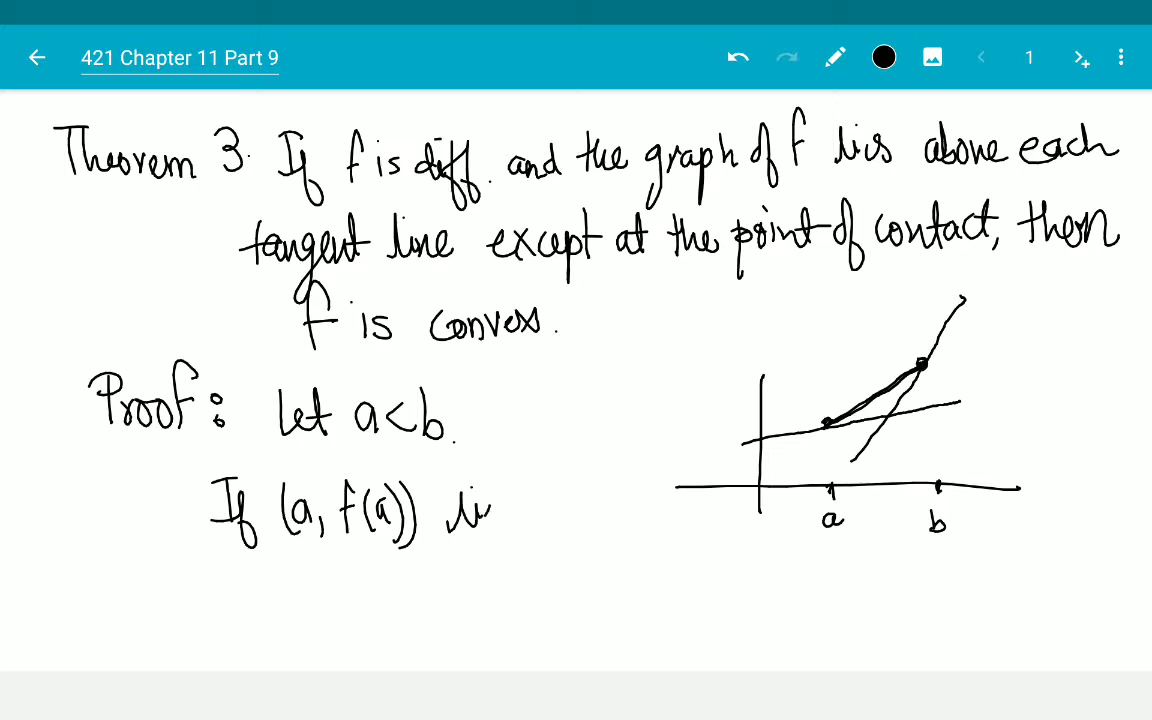 421 Chapter 11 Part 9
1
Theorem 3. If f is diff. and the graph of f lies above each
tangent line except at the point of contact, then
f is convex.
Proof: Let a<b.
If (a, f(a)) li
a b